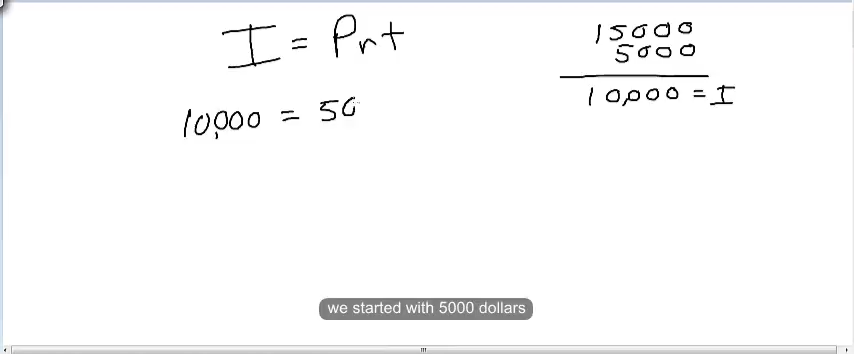 I = Prt
15000
5000
10,000 = I
10,000 = 50
we started with 5000 dollars